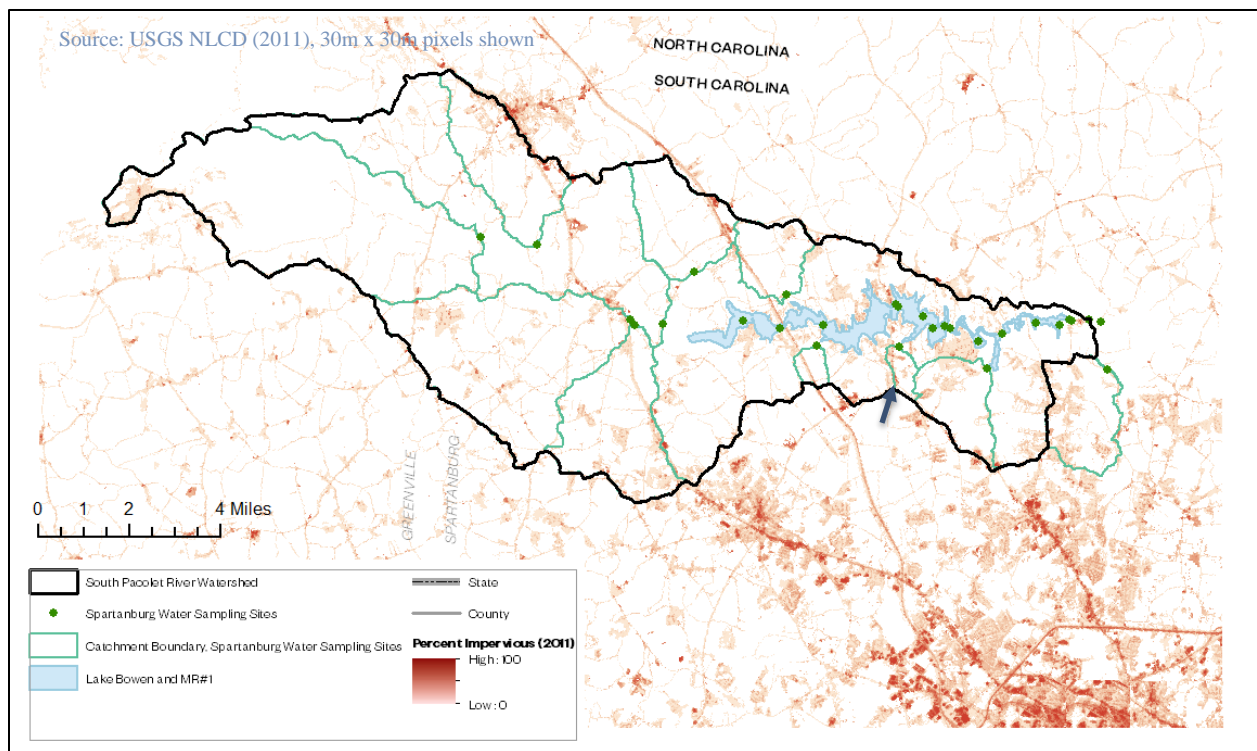 Source: USGS NLCD (2011), 30m x 30m pixels shown
NORTH CAROLINA
SOUTH CAROLINA
GREENVILLE
SPARTANBURG
0 1 2 4 Miles
South Pacolet River Watershed
Spartanburg Water Sampling Sites
Catchment Boundary, Spartanburg Water Sampling Sites
Lake Bowen and MR#1
State
County
Percent Impervious (2011)
High : 100
Low : 0